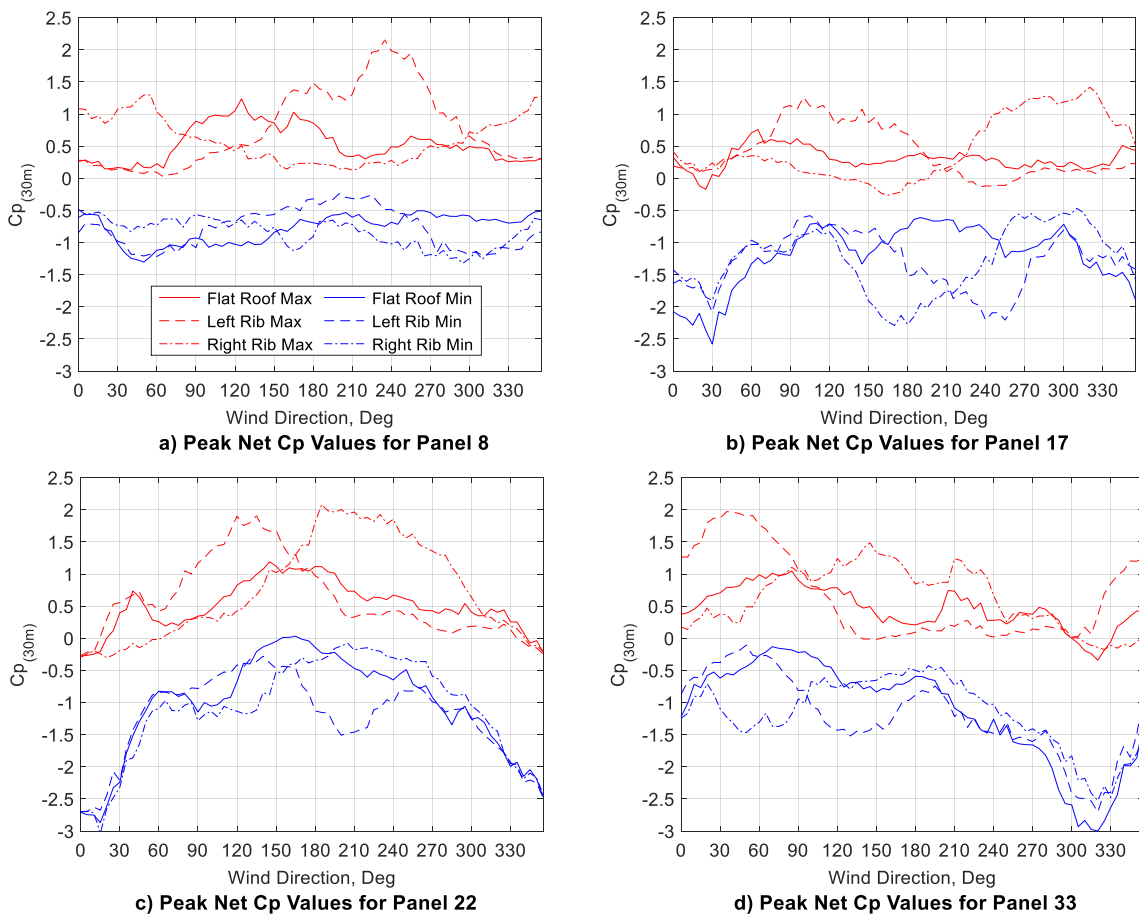 2.5
2
1.5
1
0.5
0
-0.5
-1
-1.5
-2
-2.5
-3
Cp(30m)
Flat Roof Max
Left Rib Max
Right Rib Max
Flat Roof Min
Left Rib Min
Right Rib Min
0 30 60 90 120 150 180 210 240 270 300 330
Wind Direction, Deg
a) Peak Net Cp Values for Panel 8
2.5
2
1.5
1
0.5
0
-0.5
-1
-1.5
-2
-2.5
-3
Cp(30m)
0 30 60 90 120 150 180 210 240 270 300 330
Wind Direction, Deg
b) Peak Net Cp Values for Panel 17
2.5
2
1.5
1
0.5
0
-0.5
-1
-1.5
-2
-2.5
-3
Cp(30m)
0 30 60 90 120 150 180 210 240 270 300 330
Wind Direction, Deg
c) Peak Net Cp Values for Panel 22
2.5
2
1.5
1
0.5
0
-0.5
-1
-1.5
-2
-2.5
-3
Cp(30m)
0 30 60 90 120 150 180 210 240 270 300 330
Wind Direction, Deg
d) Peak Net Cp Values for Panel 33